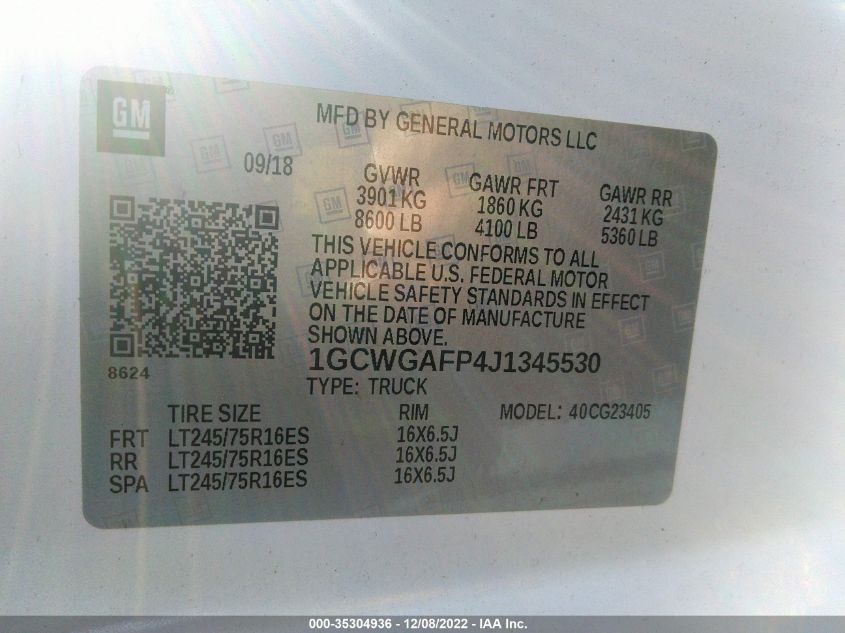 GM
MFD BY GENERAL MOTORS LLC
09/18
GVWR GAWR FRT GAWR RR
3901 KG 1860 KG 2431 KG
8600 LB 4100 LB 5360 LB
THIS VEHICLE CONFORMS TO ALL
APPLICABLE U.S. FEDERAL MOTOR
VEHICLE SAFETY STANDARDS IN EFFECT
ON THE DATE OF MANUFACTURE
SHOWN ABOVE.
8624
1GCWGAFP4J1345530
TYPE: TRUCK
TIRE SIZE RIM MODEL: 40CG23405
FRT LT245/75R16ES 16X6.5J
RR LT245/75R16ES 16X6.5J
SPA LT245/75R16ES 16X6.5J
000-35304936 - 12/08/2022 - IAA Inc.